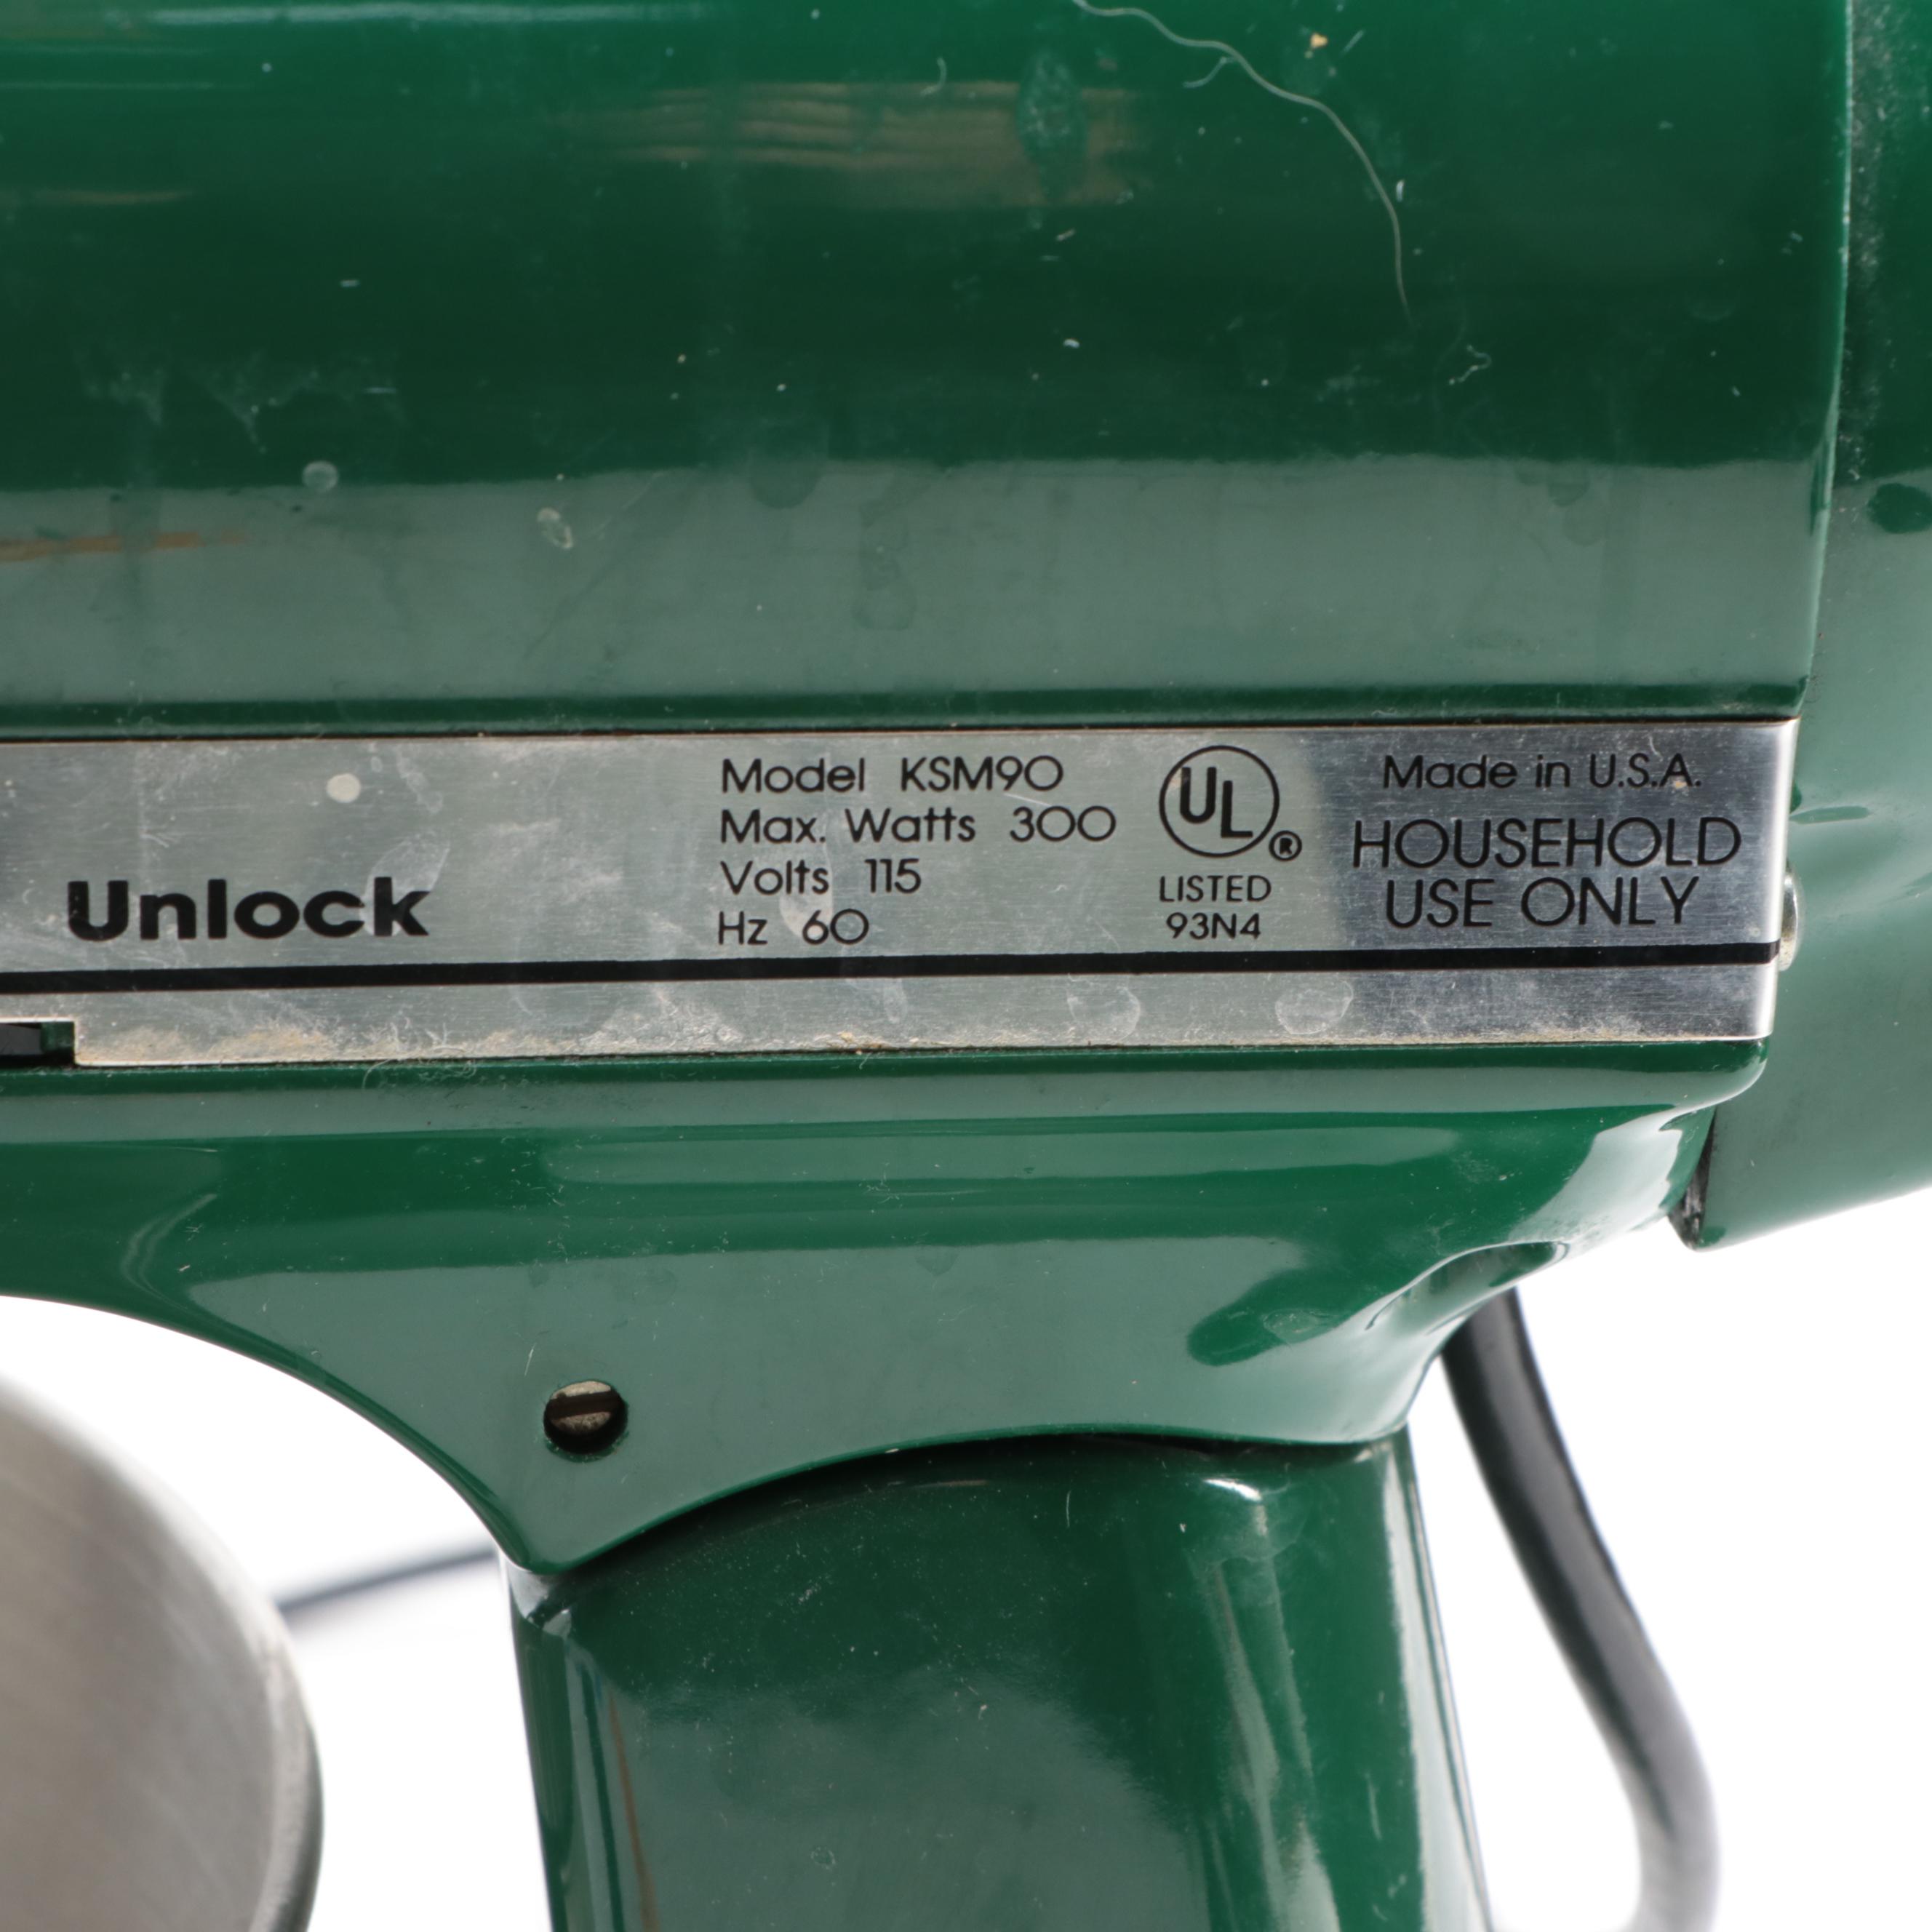 Unlock
Model KSM90
Max. Watts 300
Volts 115
Hz 60
UL®
LISTED
93N4
Made in U.S.A.
HOUSEHOLD
USE ONLY